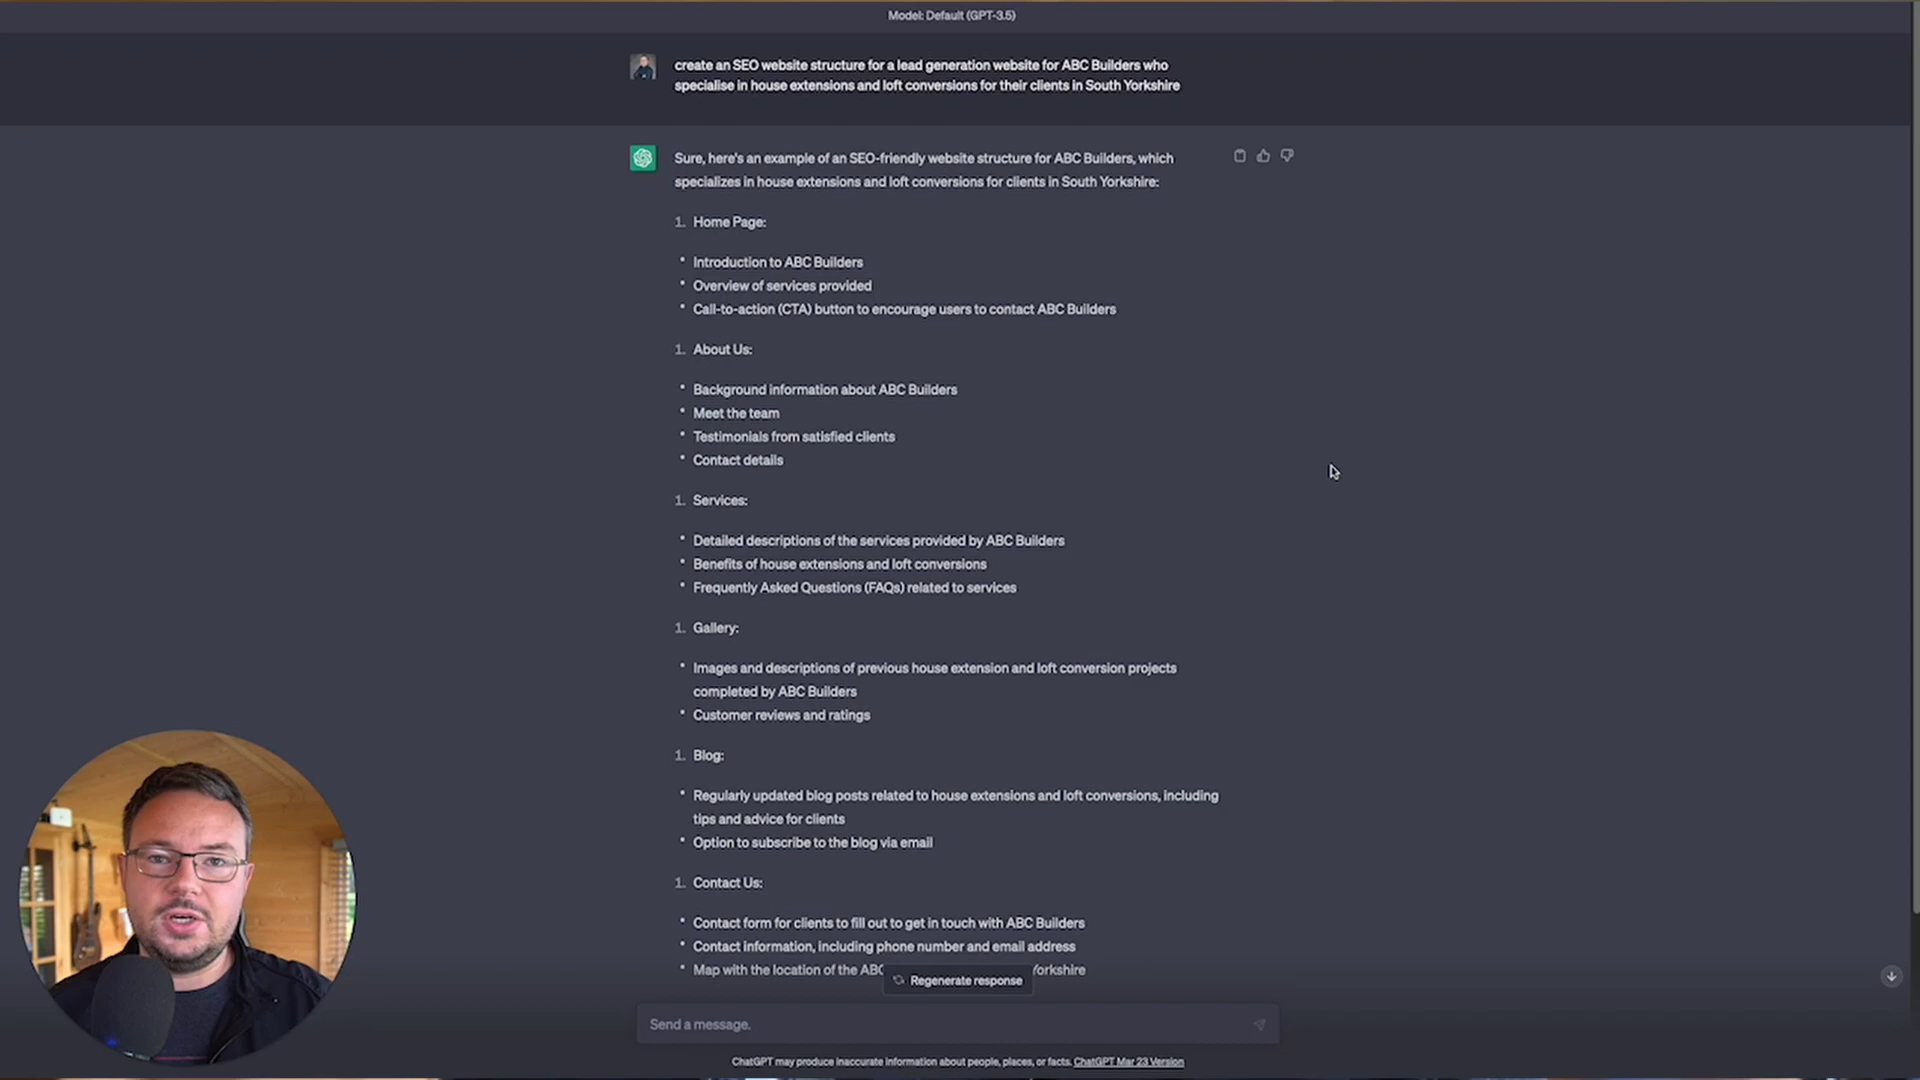 Model: Default (GPT-3.5)
create an SEO website structure for a lead generation website for ABC Builders who
specialise in house extensions and loft conversions for their clients in South Yorkshire
Sure, here's an example of an SEO-friendly website structure for ABC Builders, which
specializes in house extensions and loft conversions for clients in South Yorkshire:
1. Home Page:
• Introduction to ABC Builders
• Overview of services provided
• Call-to-action (CTA) button to encourage users to contact ABC Builders
1. About Us:
• Background information about ABC Builders
• Meet the team
• Testimonials from satisfied clients
• Contact details
1. Services:
• Detailed descriptions of the services provided by ABC Builders
• Benefits of house extensions and loft conversions
• Frequently Asked Questions (FAQs) related to services
1. Gallery:
• Images and descriptions of previous house extension and loft conversion projects
completed by ABC Builders
• Customer reviews and ratings
1. Blog:
• Regularly updated blog posts related to house extensions and loft conversions, including
tips and advice for clients
• Option to subscribe to the blog via email
1. Contact Us:
• Contact form for clients to fill out to get in touch with ABC Builders
• Contact information, including phone number and email address
• Map with the location of the ABC Yorkshire
Regenerate response
Send a message.
ChatGPT may produce inaccurate information about people, places, or facts. ChatGPT Mar 23 Version